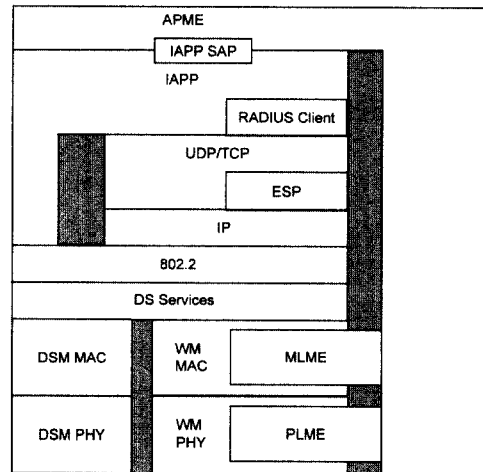 APME
IAPP SAP
IAPP
RADIUS Client
UDP/TCP
ESP
IP
802.2
DS Services
DSM MAC
WM
MAC
MLME
DSM PHY
WM
PHY
PLME